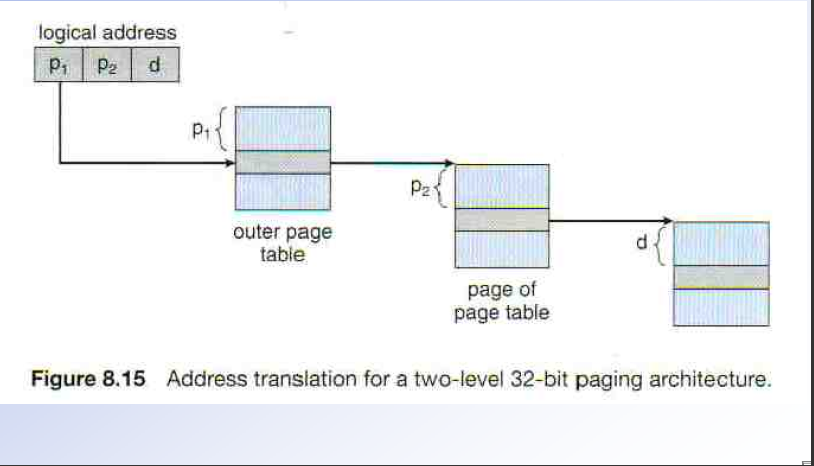 logical address
p₁ p₂ d
p₁
p₂
d
outer page
table
page of
page table
Figure 8.15 Address translation for a two-level 32-bit paging architecture.